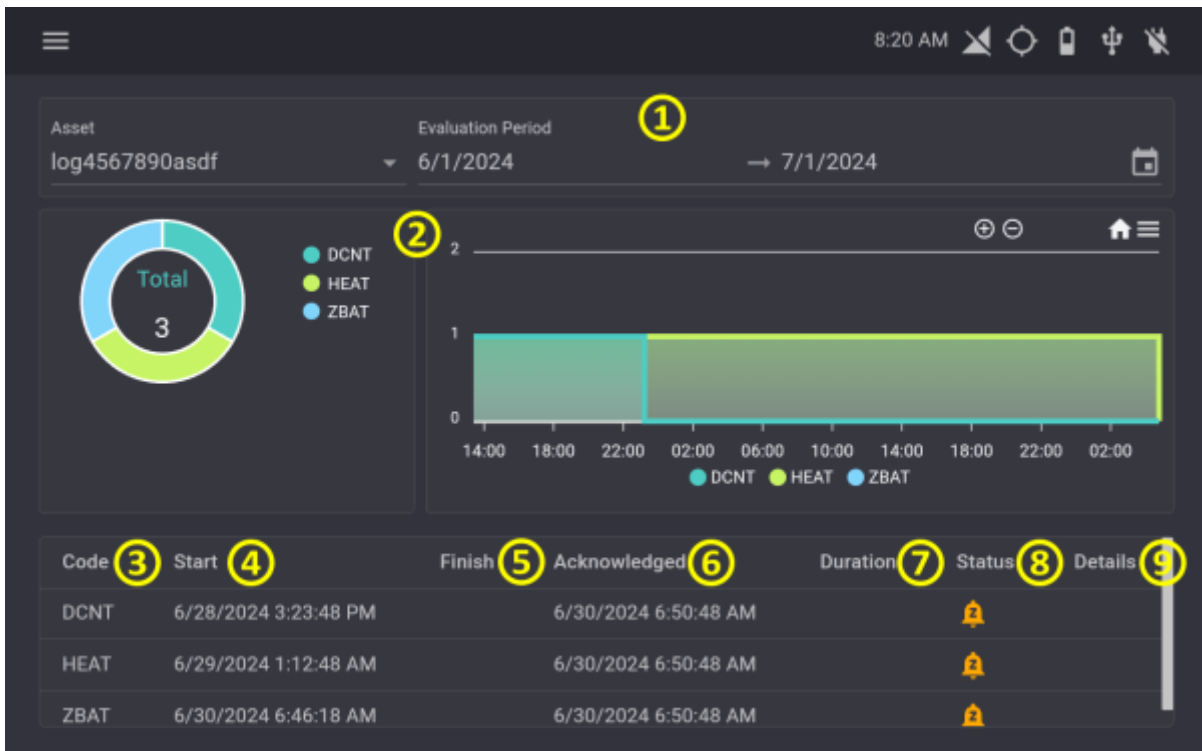 8:20 AM
1
Asset
Evaluation Period
log4567890asdf
6/1/2024 → 7/1/2024
2
Total
3
DCNT
HEAT
ZBAT
2
1
0
14:00 18:00 22:00 02:00 06:00 10:00 14:00 18:00 22:00 02:00
DCNT HEAT ZBAT
Code 3 Start 4 Finish 5 Acknowledged 6 Duration 7 Status 8 Details 9
DCNT 6/28/2024 3:23:48 PM 6/30/2024 6:50:48 AM z
HEAT 6/29/2024 1:12:48 AM 6/30/2024 6:50:48 AM z
ZBAT 6/30/2024 6:46:18 AM 6/30/2024 6:50:48 AM z